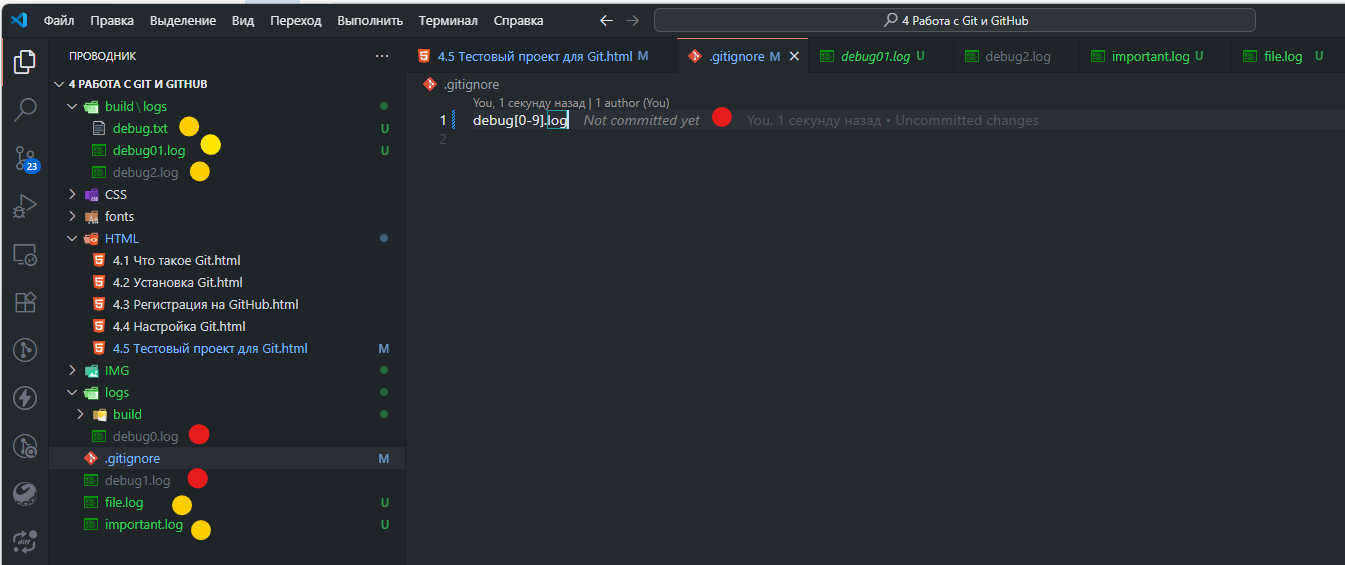 Файл Правка Выделение Вид Переход Выполнить Терминал Справка 4 Работа с Git и GitHub
ПРОВОДНИК
4.5 Тестовый проект для Git.html M .gitignore M debug01.log U debug2.log important.log U file.log U
4 РАБОТА С GIT И GITHUB
.gitignore
build\logs
You, 1 секунду назад | 1 author (You)
debug.txt U
1 debug[0-9].log Not committed yet You, 1 секунду назад • Uncommitted changes
2
debug01.log U
debug2.log
23
CSS
fonts
HTML
4.1 Что такое Git.html
4.2 Установка Git.html
4.3 Регистрация на GitHub.html
4.4 Настройка Git.html
4.5 Тестовый проект для Git.html M
IMG
logs
build
debug0.log
.gitignore M
debug1.log
file.log U
important.log U